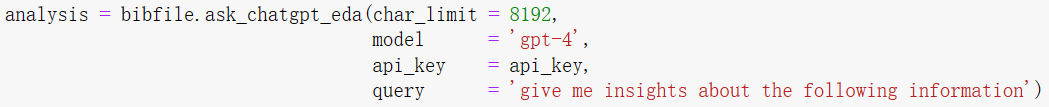 analysis = bibfile.ask_chatgpt_eda(char_limit = 8192,
model      = 'gpt-4',
api_key    = api_key,
query      = 'give me insights about the following information')